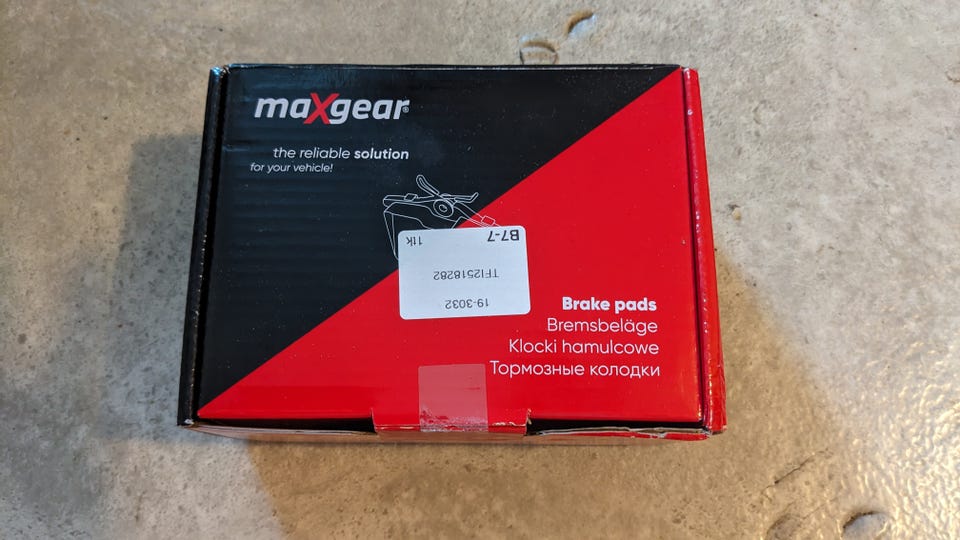 maXgear®
the reliable solution
for your vehicle!
19-3032
TFI2518282
B7-7 11k
Brake pads
Bremsbeläge
Klocki hamulcowe
Тормозные колодки